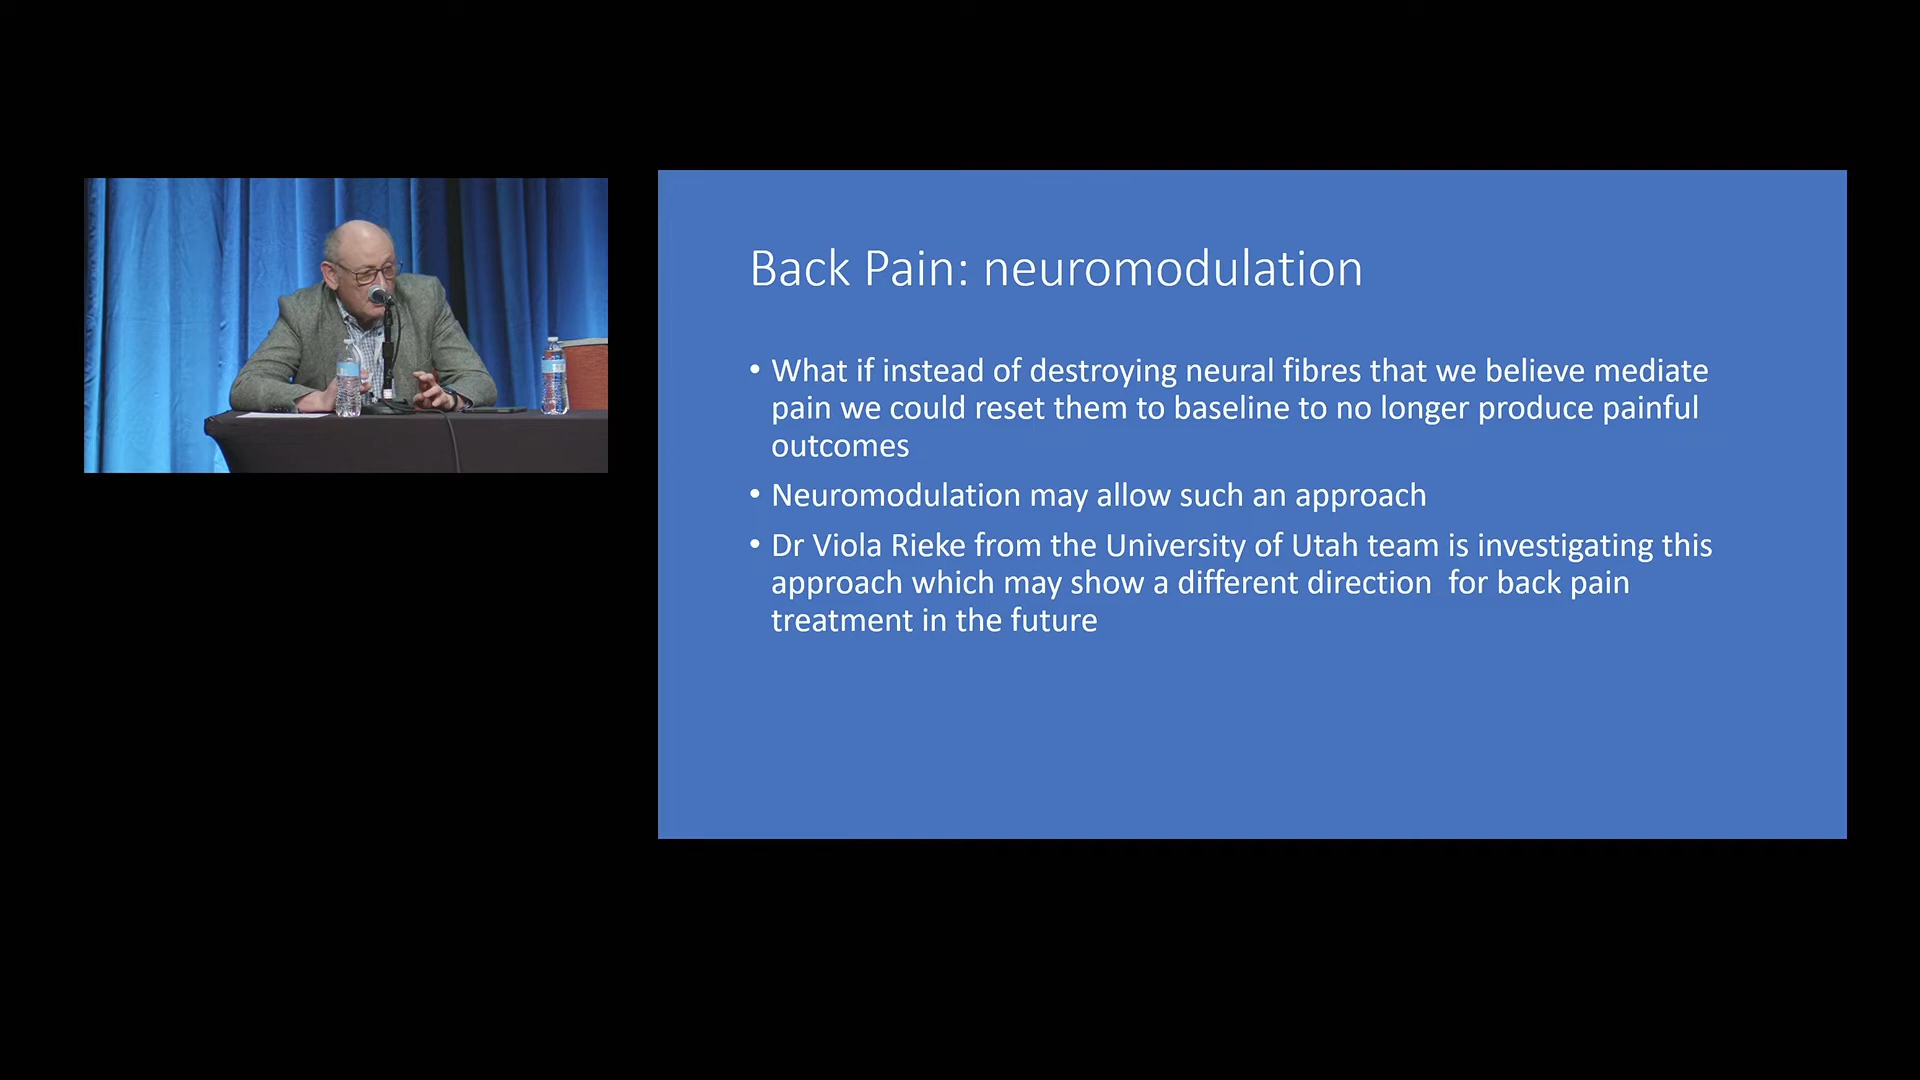 Back Pain: neuromodulation
• What if instead of destroying neural fibres that we believe mediate
pain we could reset them to baseline to no longer produce painful
outcomes
• Neuromodulation may allow such an approach
• Dr Viola Rieke from the University of Utah team is investigating this
approach which may show a different direction  for back pain
treatment in the future